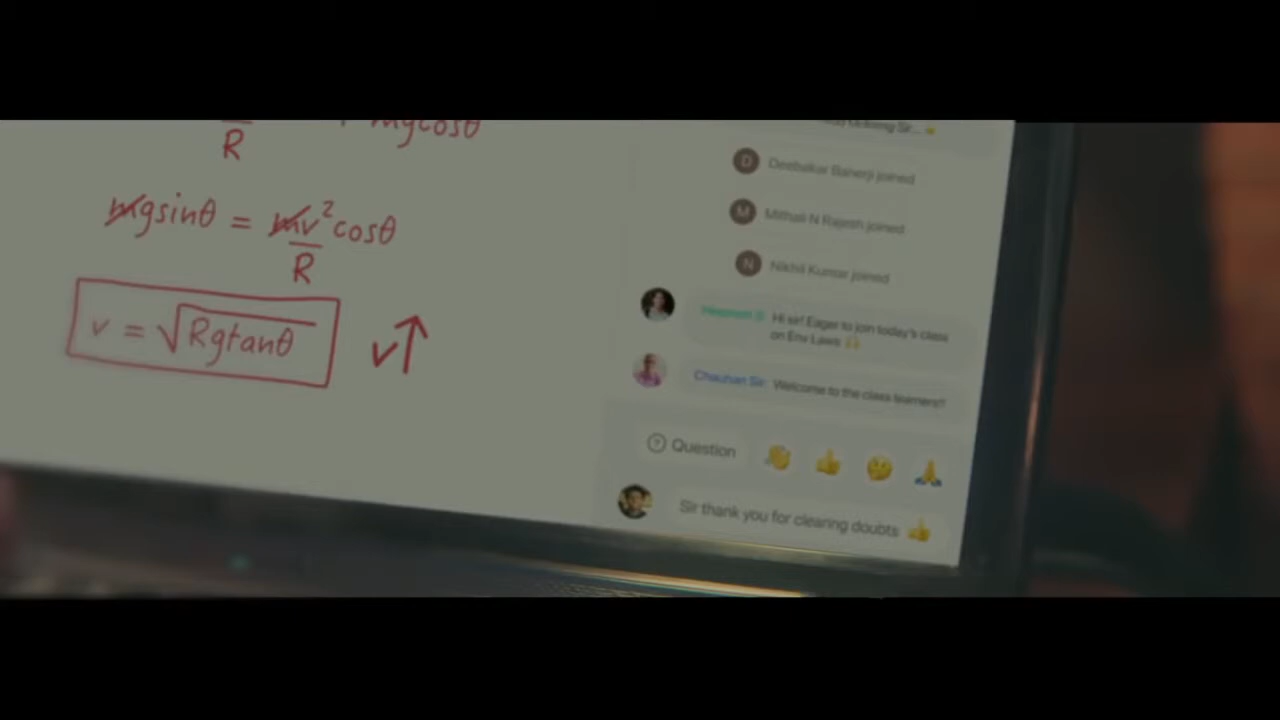 R
mgcosθ
mgsinθ = mv²cosθ
R
v = √Rgtanθ
v↑
Deebakar Banerji joined
Mithali N Rajesh joined
Nikhil Kumar joined
Hi sir! Eager to join today's class
on Env Laws 🙌
Chauhan Sir: Welcome to the class learners!!
? Question 👏 👍 🤔 🙏
Sir thank you for clearing doubts 👍
D
M
N